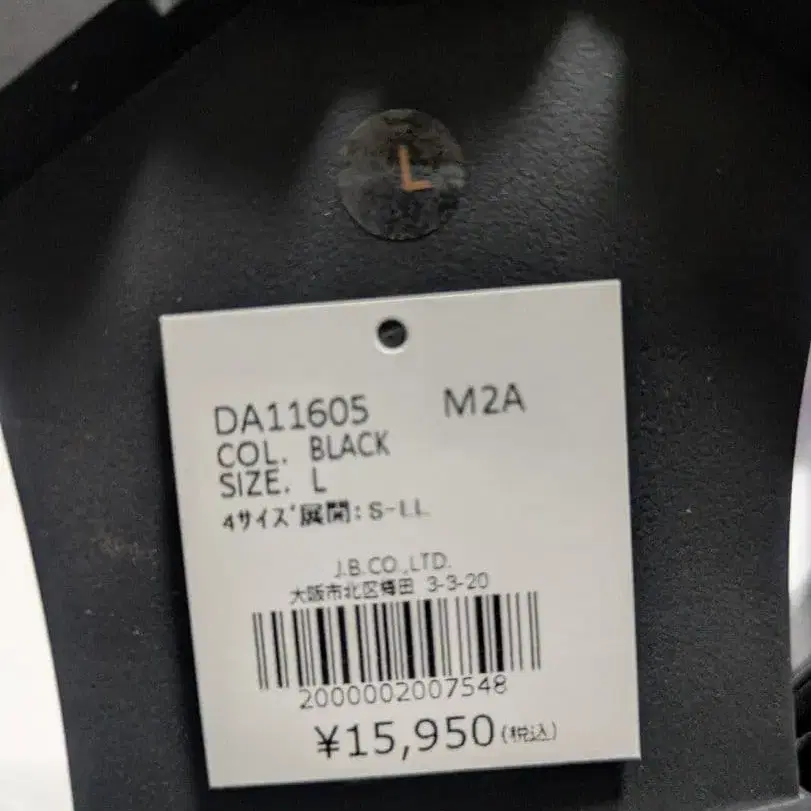 L
DA11605 M2A
COL. BLACK
SIZE. L
4サイズ展開:S-LL
J.B.CO.,LTD.
大阪市北区梅田 3-3-20
2000002007548
¥15,950(税込)